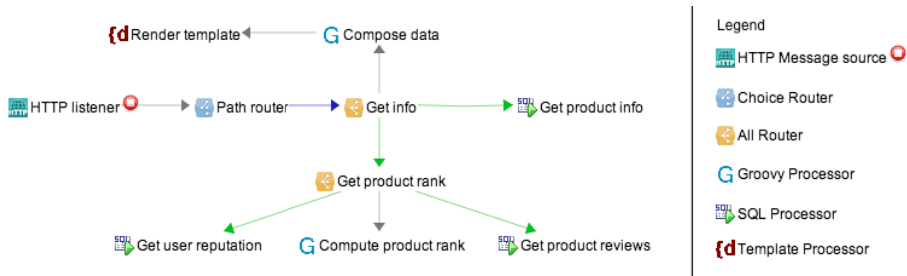 Render template
Compose data
HTTP listener
Path router
Get info
Get product info
Get product rank
Get user reputation
Compute product rank
Get product reviews
Legend
HTTP Message source
Choice Router
All Router
Groovy Processor
SQL Processor
Template Processor